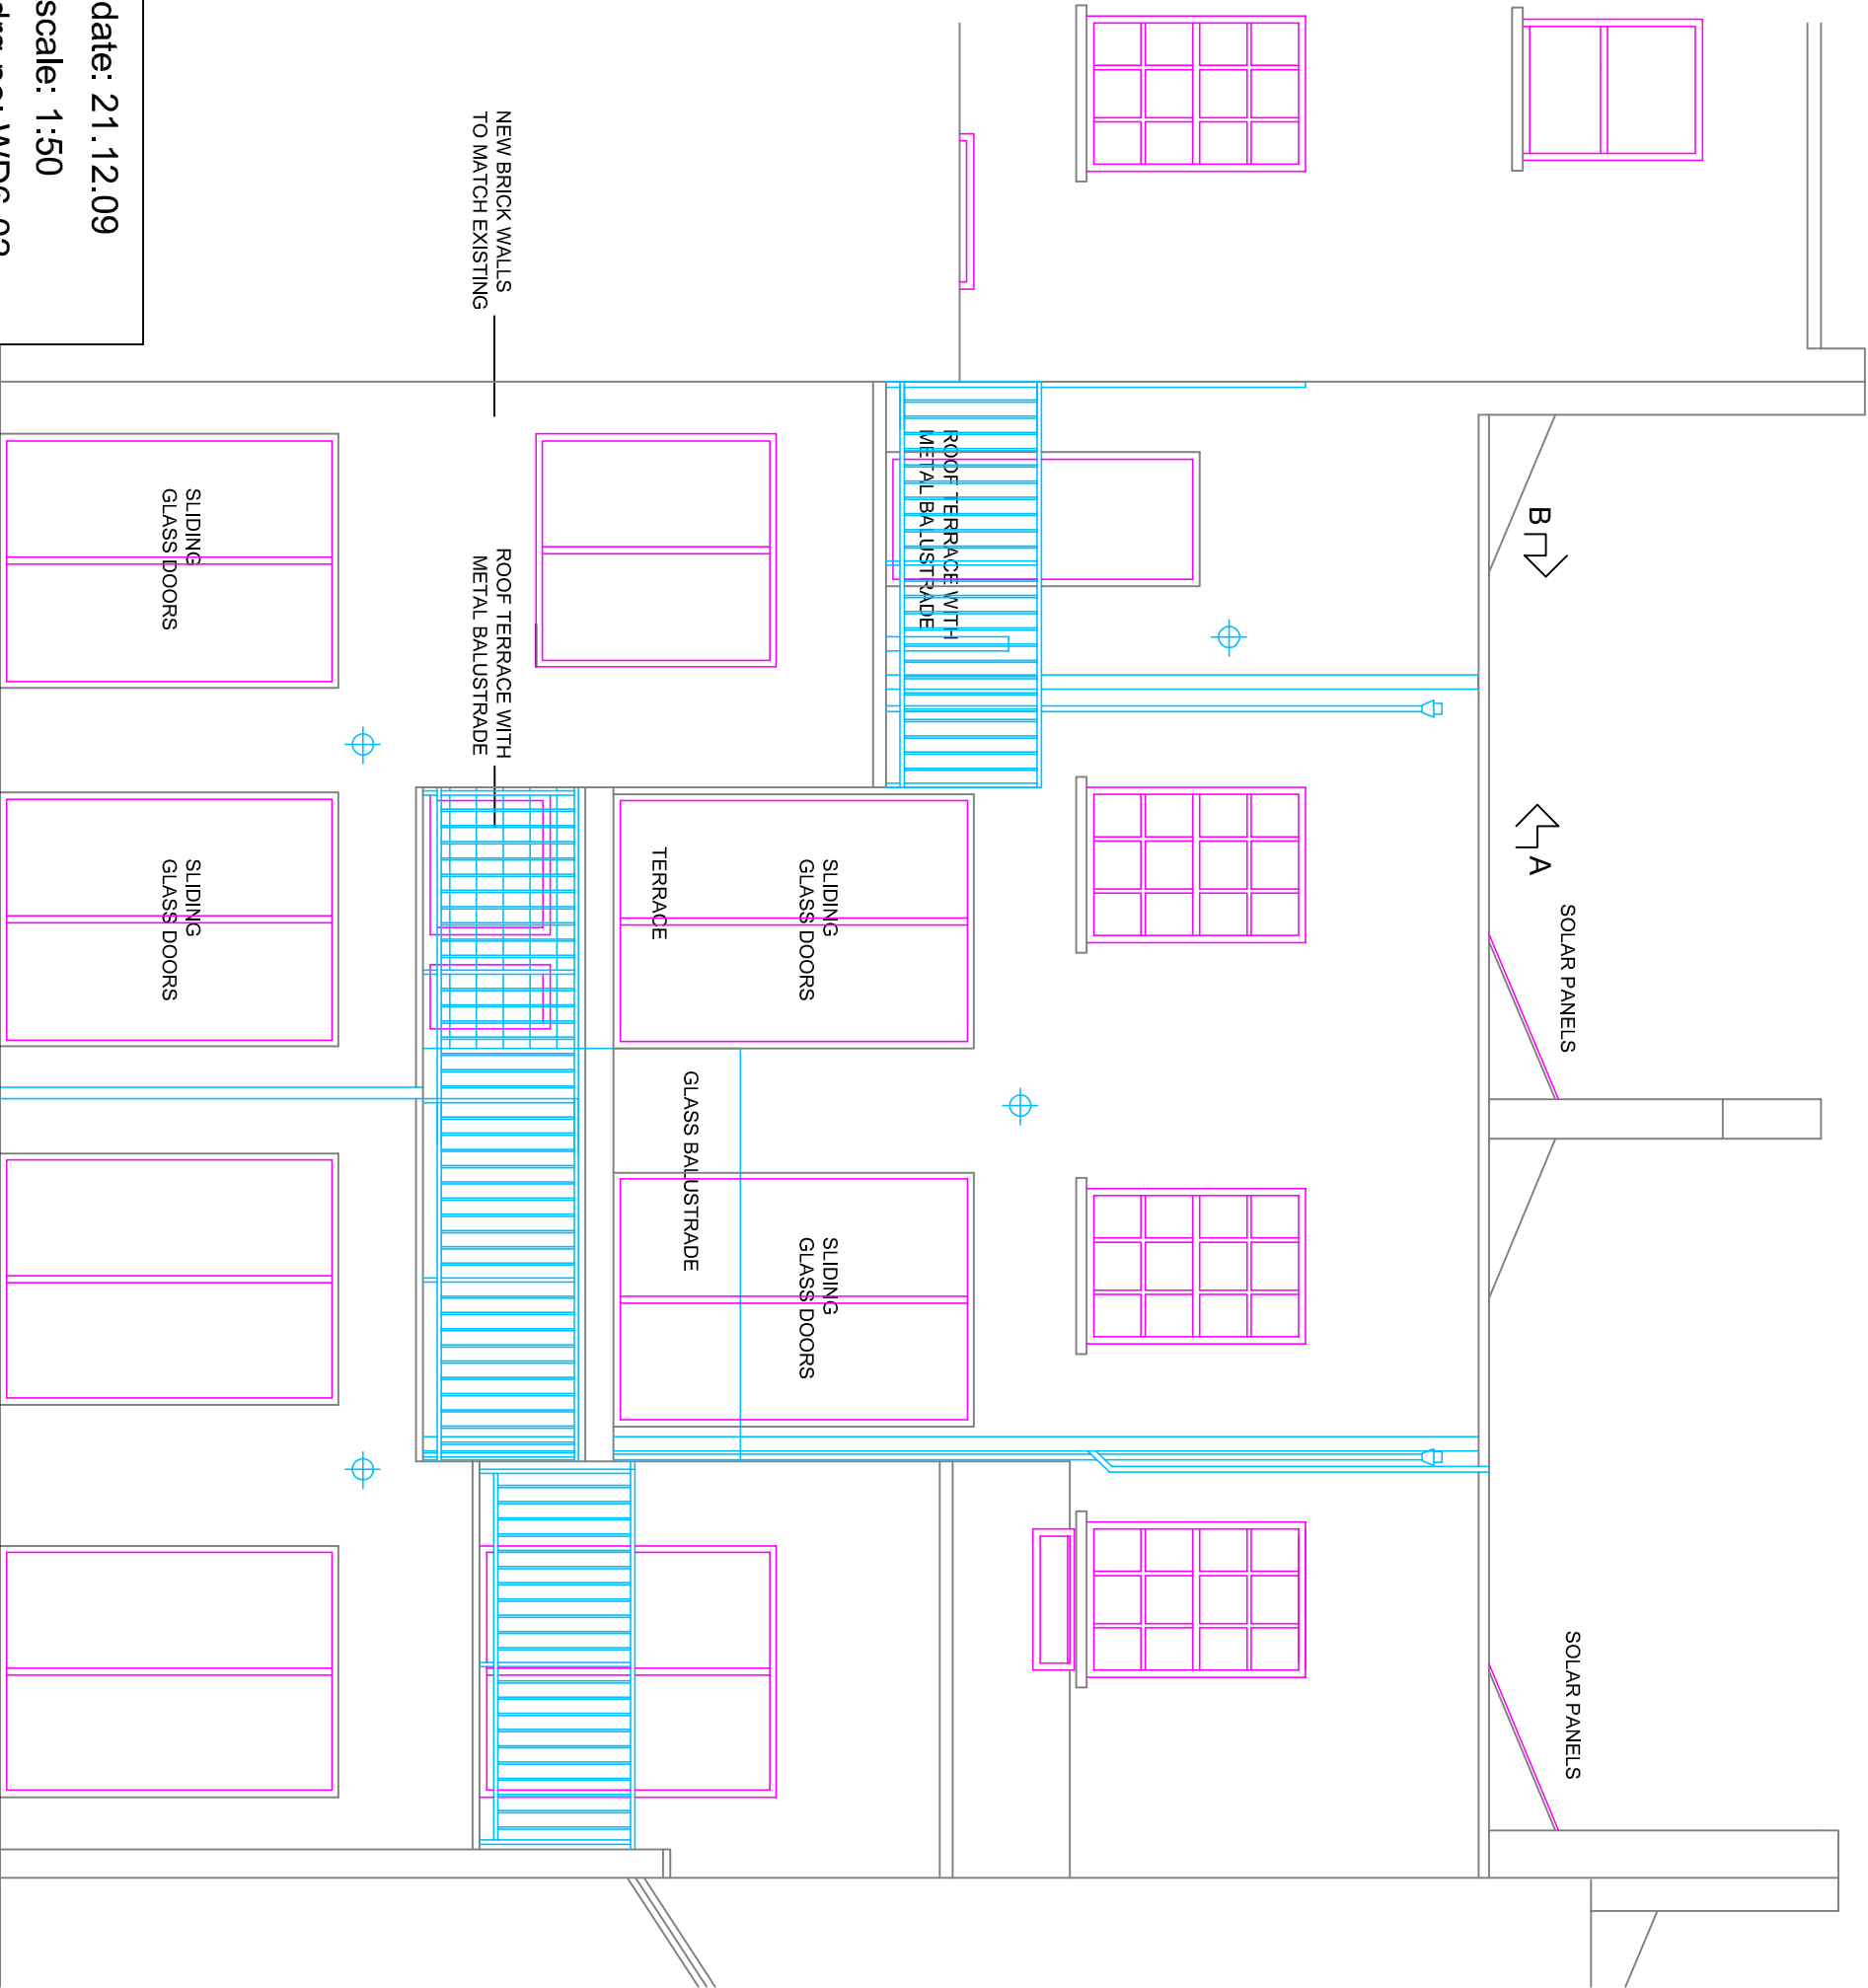 B
A
SOLAR PANELS
SOLAR PANELS
ROOF TERRACE WITH
METAL BALUSTRADE
SLIDING
GLASS DOORS
SLIDING
GLASS DOORS
TERRACE
GLASS BALUSTRADE
NEW BRICK WALLS
TO MATCH EXISTING
ROOF TERRACE WITH
METAL BALUSTRADE
SLIDING
GLASS DOORS
SLIDING
GLASS DOORS
date: 21.12.09
scale: 1:50